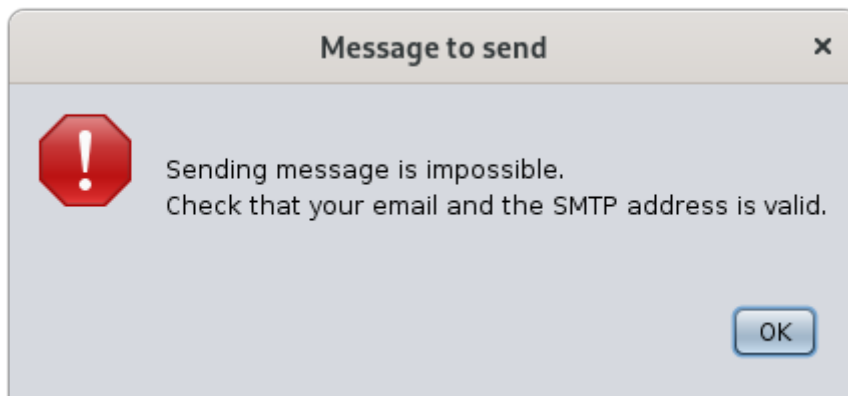 Message to send
Sending message is impossible.
Check that your email and the SMTP address is valid.
OK